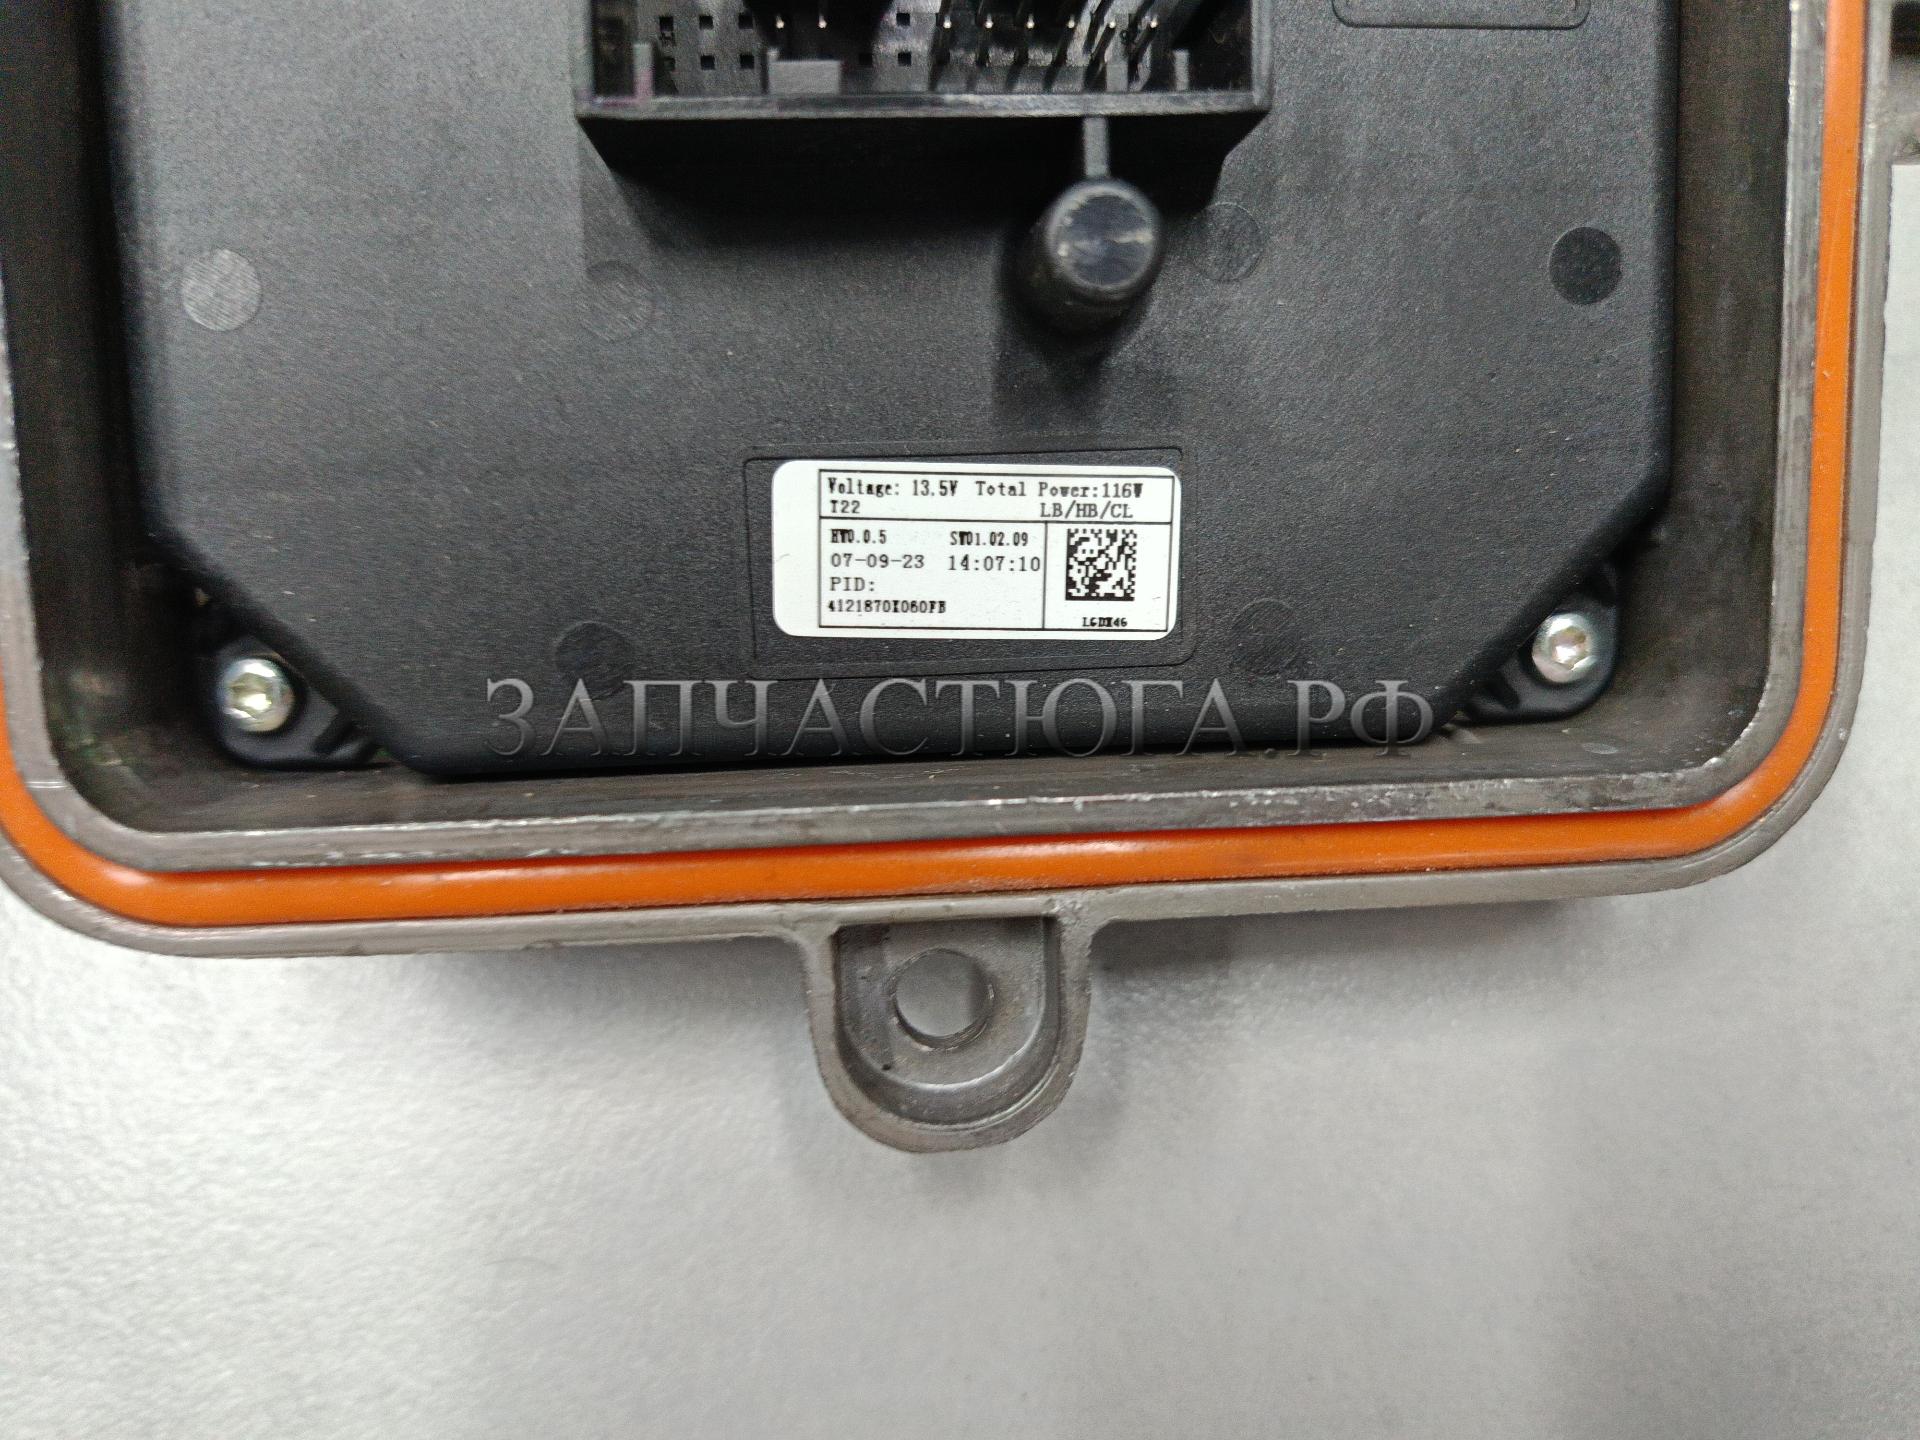 Voltage: 13.5V Total Power:116W
T22 LB/HB/CL
HW0.0.5 SW01.02.09
07-09-23 14:07:10
PID:
4121870X060FB
LGDX46
ЗАПЧАСТЮГА.РФ